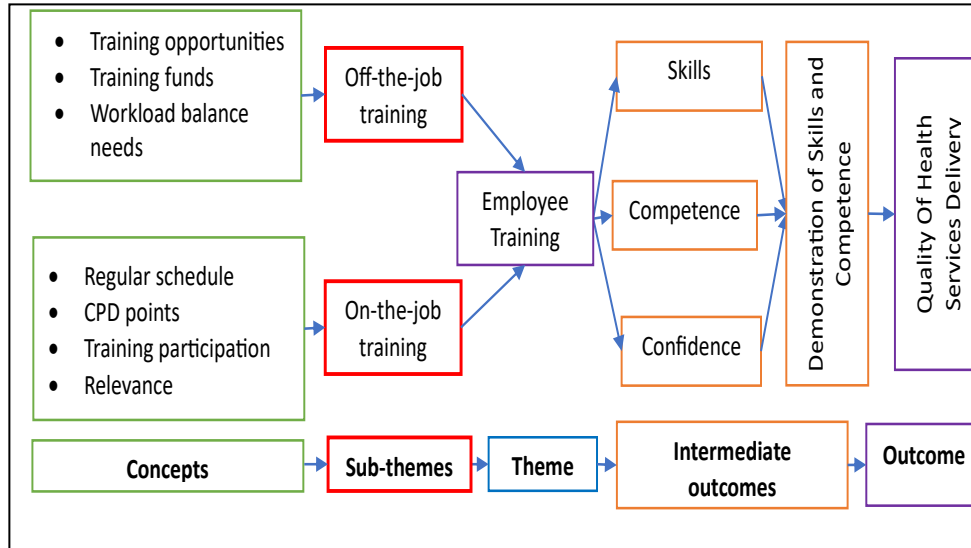 • Training opportunities
• Training funds
• Workload balance
needs
Off-the-job
training
• Regular schedule
• CPD points
• Training participation
• Relevance
On-the-job
training
Employee
Training
Skills
Competence
Confidence
Demonstration of Skills and
Competence
Quality Of Health
Services Delivery
Concepts
Sub-themes
Theme
Intermediate
outcomes
Outcome